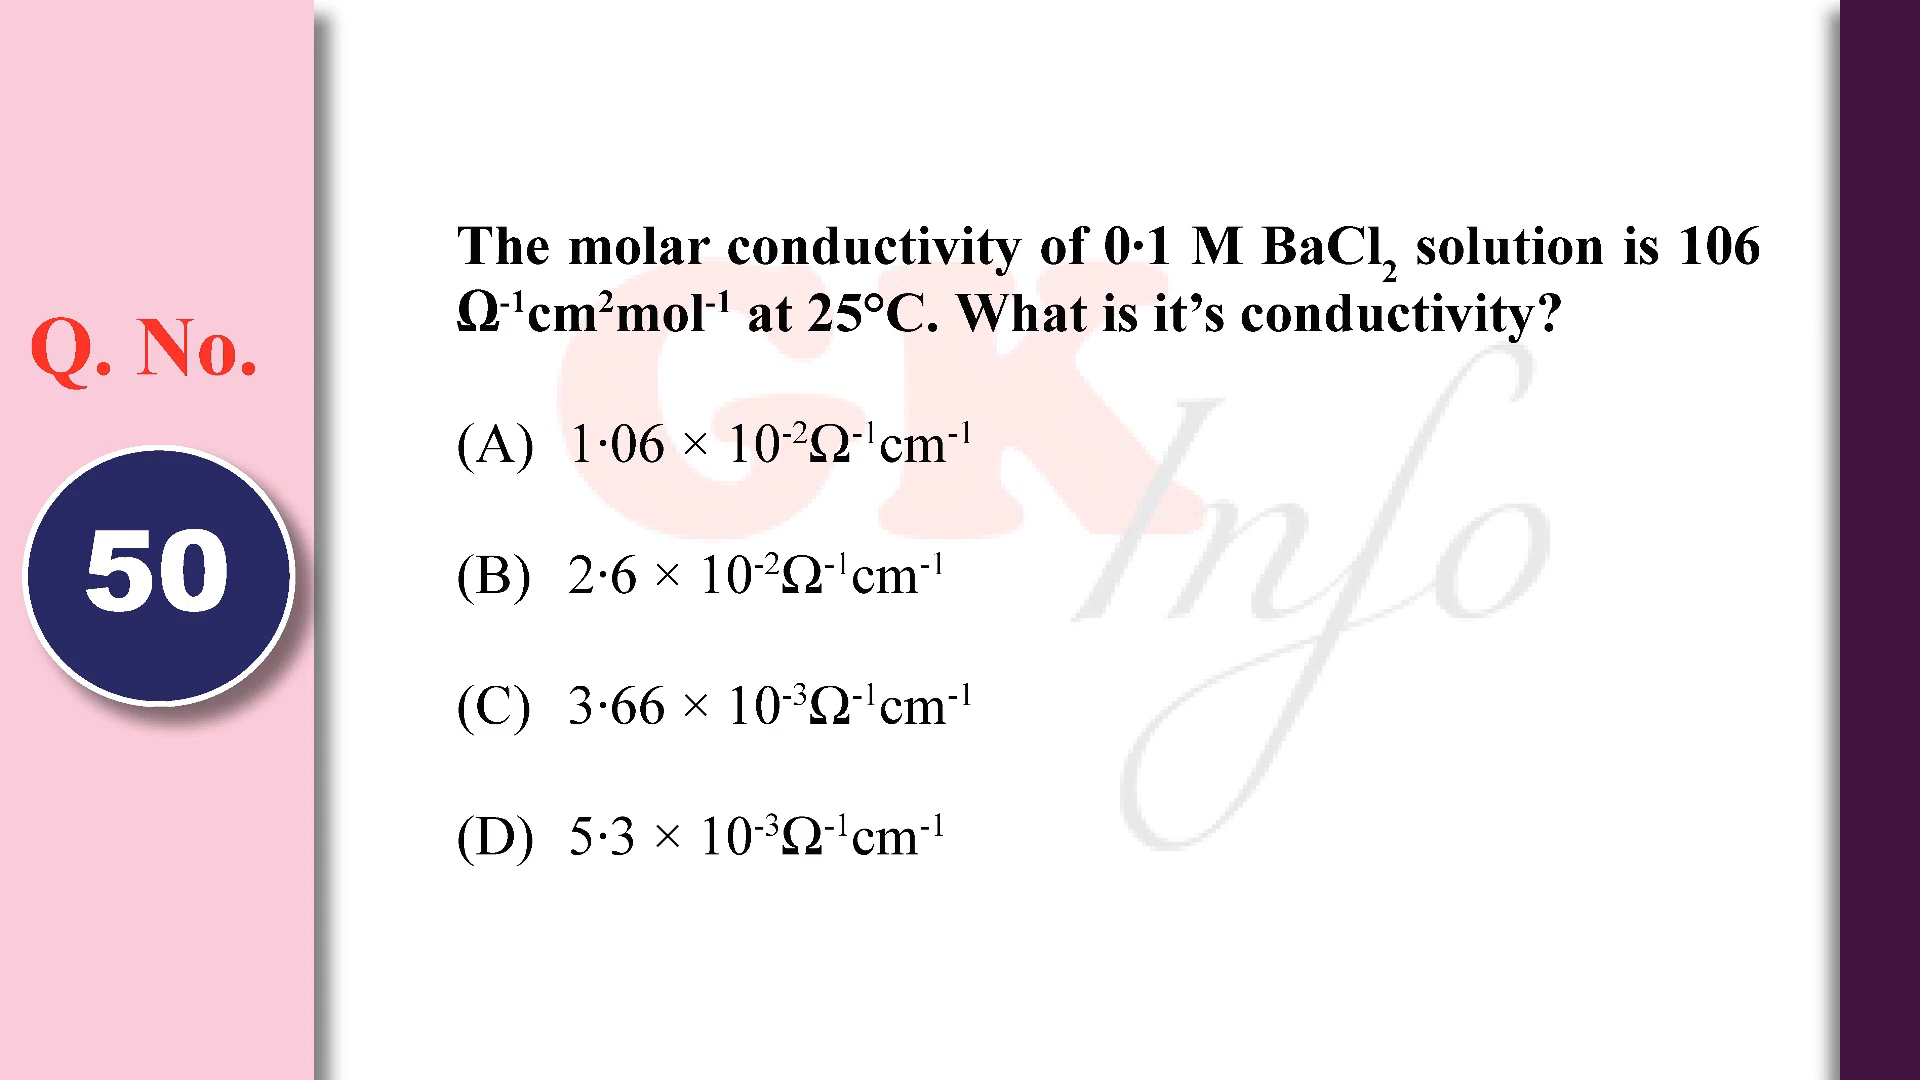 Q. No.
50
The molar conductivity of 0·1 M BaCl₂ solution is 106
Ω⁻¹cm²mol⁻¹ at 25°C. What is it’s conductivity?
(A) 1·06 × 10⁻²Ω⁻¹cm⁻¹
(B) 2·6 × 10⁻²Ω⁻¹cm⁻¹
(C) 3·66 × 10⁻³Ω⁻¹cm⁻¹
(D) 5·3 × 10⁻³Ω⁻¹cm⁻¹
GK
Info